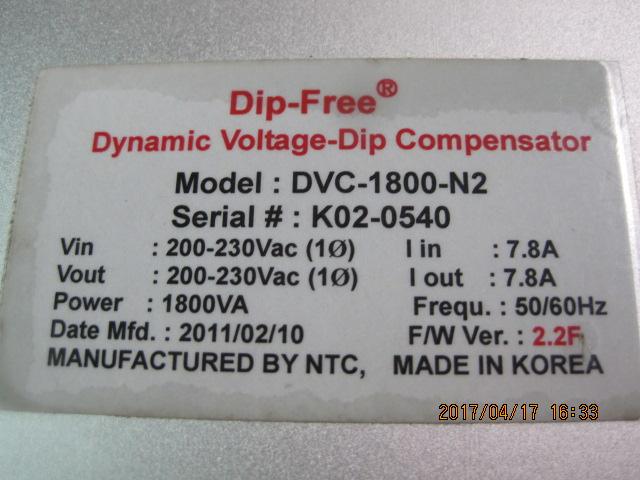 Dip-Free®
Dynamic Voltage-Dip Compensator
Model : DVC-1800-N2
Serial # : K02-0540
Vin : 200-230Vac (1Ø) I in : 7.8A
Vout : 200-230Vac (1Ø) I out : 7.8A
Power : 1800VA Frequ. : 50/60Hz
Date Mfd. : 2011/02/10 F/W Ver. : 2.2F
MANUFACTURED BY NTC, MADE IN KOREA
2017/04/17 16:33